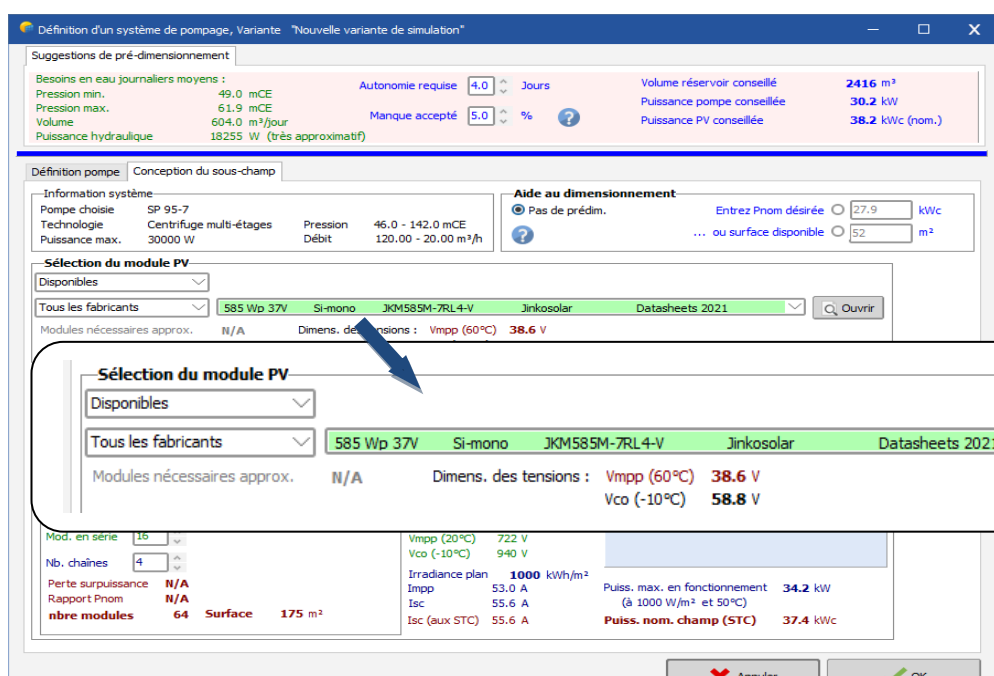 Définition d'un système de pompage, Variante "Nouvelle variante de simulation"
Suggestions de pré-dimensionnement
Besoins en eau journaliers moyens :
Pression min. 49.0 mCE
Pression max. 61.9 mCE
Volume 604.0 m³/jour
Puissance hydraulique 18255 W (très approximatif)
Autonomie requise 4.0 Jours
Manque accepté 5.0 % ?
Volume réservoir conseillé 2416 m³
Puissance pompe conseillée 30.2 kW
Puissance PV conseillée 38.2 kWc (nom.)
Définition pompe Conception du sous-champ
Information système
Pompe choisie SP 95-7
Technologie Centrifuge multi-étages Pression 46.0 - 142.0 mCE
Puissance max. 30000 W Débit 120.00 - 20.00 m³/h
Aide au dimensionnement
Pas de prédim. Entrez Pnom désirée 27.9 kWc
? ... ou surface disponible 52 m²
Sélection du module PV
Disponibles
Tous les fabricants 585 Wp 37V Si-mono JKM585M-7RL4-V Jinkosolar Datasheets 2021 Ouvrir
Modules nécessaires approx. N/A Dimens. des tensions : Vmpp (60°C) 38.6 V
Sélection du module PV
Disponibles
Tous les fabricants 585 Wp 37V Si-mono JKM585M-7RL4-V Jinkosolar Datasheets 2021
Modules nécessaires approx. N/A Dimens. des tensions : Vmpp (60°C) 38.6 V
Vco (-10°C) 58.8 V
Mod. en série 16
Nb. chaînes 4
Perte surpuissance N/A
Rapport Pnom N/A
nbre modules 64 Surface 175 m²
Vmpp (20°C) 722 V
Vco (-10°C) 940 V
Irradiance plan 1000 kWh/m²
Impp 53.0 A
Isc 55.6 A
Isc (aux STC) 55.6 A
Puiss. max. en fonctionnement 34.2 kW
(à 1000 W/m² et 50°C)
Puiss. nom. champ (STC) 37.4 kWc
Annuler OK